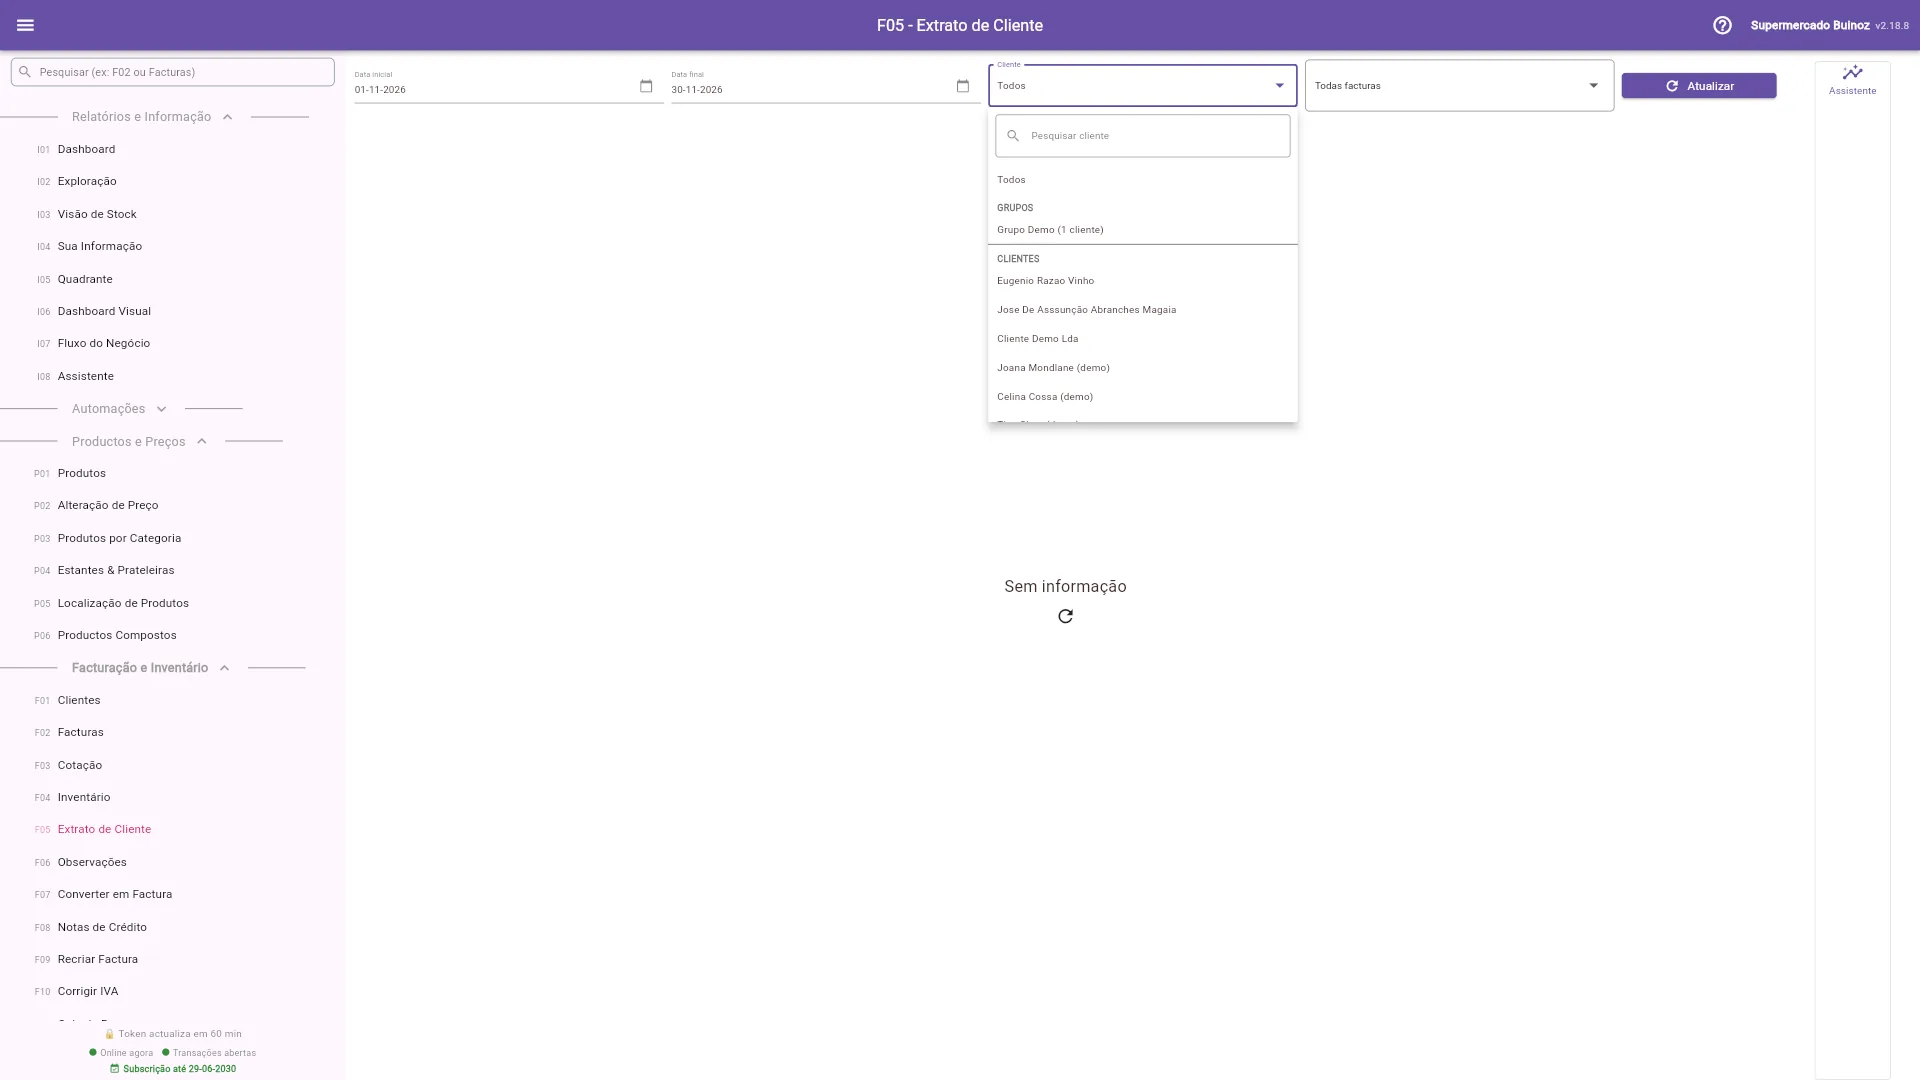 F05 - Extrato de Cliente
Supermercado Bulnoz v2.18.8
Pesquisar (ex: F02 ou Facturas)
Relatórios e Informação
I01 Dashboard
I02 Exploração
I03 Visão de Stock
I04 Sua Informação
I05 Quadrante
I06 Dashboard Visual
I07 Fluxo do Negócio
I08 Assistente
Automações
Productos e Preços
P01 Produtos
P02 Alteração de Preço
P03 Produtos por Categoria
P04 Estantes & Prateleiras
P05 Localização de Produtos
P06 Productos Compostos
Facturação e Inventário
F01 Clientes
F02 Facturas
F03 Cotação
F04 Inventário
F05 Extrato de Cliente
F06 Observações
F07 Converter em Factura
F08 Notas de Crédito
F09 Recriar Factura
F10 Corrigir IVA
Token actualiza em 60 min
Online agora Transações abertas
Subscrição até 29-06-2030
Data inicial
01-11-2026
Data final
30-11-2026
Cliente
Todos
Todas facturas
Atualizar
Assistente
Pesquisar cliente
Todos
GRUPOS
Grupo Demo (1 cliente)
CLIENTES
Eugenio Razao Vinho
Jose De Asssunção Abranches Magaia
Cliente Demo Lda
Joana Mondlane (demo)
Celina Cossa (demo)
Sem informação